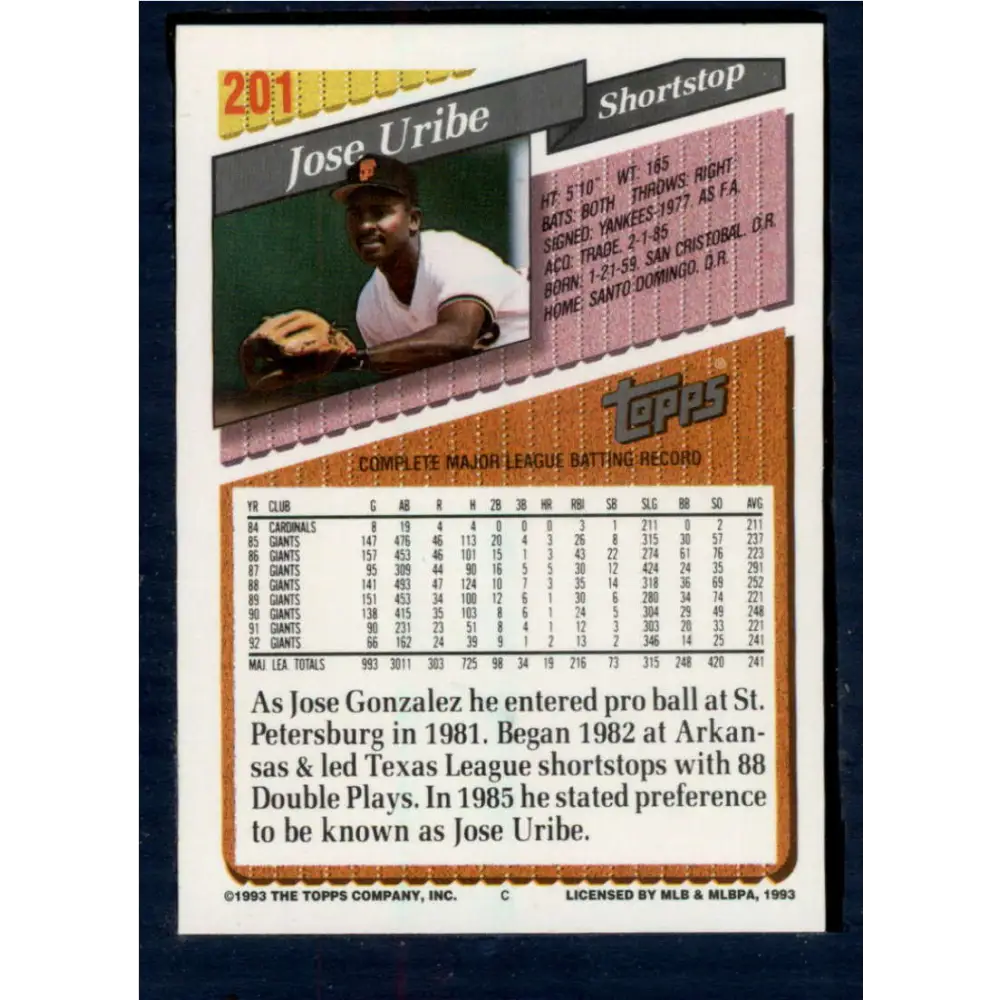 201
Jose Uribe
Shortstop
HT: 5'10" WT: 165
BATS: BOTH THROWS: RIGHT
SIGNED: YANKEES-1977, AS F.A.
ACQ: TRADE, 2-1-85
BORN: 1-21-59, SAN CRISTOBAL, D.R.
HOME: SANTO DOMINGO, D.R.
topps®
COMPLETE MAJOR LEAGUE BATTING RECORD
YR CLUB G AB R H 2B 3B HR RBI SB SLG BB SO AVG
84 CARDINALS 8 19 4 4 0 0 0 3 1 211 0 2 211
85 GIANTS 147 476 46 113 20 4 3 26 8 315 30 57 237
86 GIANTS 157 453 46 101 15 1 3 43 22 274 61 76 223
87 GIANTS 95 309 44 90 16 5 5 30 12 424 24 35 291
88 GIANTS 141 493 47 124 10 7 3 35 14 318 36 69 252
89 GIANTS 151 453 34 100 12 6 1 30 6 280 34 74 221
90 GIANTS 138 415 35 103 8 6 1 24 5 304 29 49 248
91 GIANTS 90 231 23 51 8 4 1 12 3 303 20 33 221
92 GIANTS 66 162 24 39 9 1 2 13 2 346 14 25 241
MAJ. LEA. TOTALS 993 3011 303 725 98 34 19 216 73 315 248 420 241
As Jose Gonzalez he entered pro ball at St.
Petersburg in 1981. Began 1982 at Arkan-
sas & led Texas League shortstops with 88
Double Plays. In 1985 he stated preference
to be known as Jose Uribe.
©1993 THE TOPPS COMPANY, INC. C LICENSED BY MLB & MLBPA, 1993